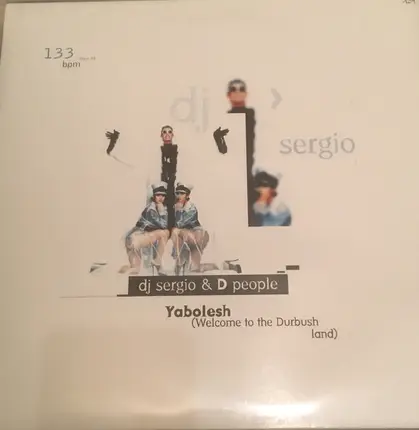 133
bpm
dj
sergio
dj sergio & D people
Yabolesh
(Welcome to the Durbush
land)